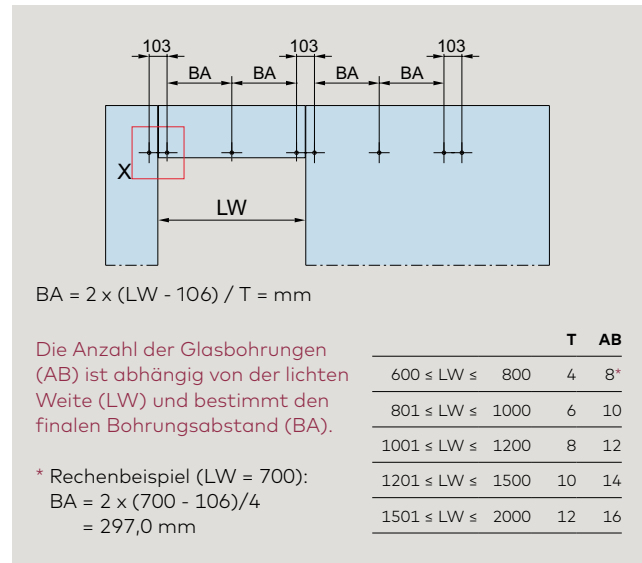 103 103 103
BA BA BA BA
X
LW
BA = 2 x (LW - 106) / T = mm
Die Anzahl der Glasbohrungen
(AB) ist abhängig von der lichten
Weite (LW) und bestimmt den
finalen Bohrungsabstand (BA).
* Rechenbeispiel (LW = 700):
BA = 2 x (700 - 106)/4
= 297,0 mm
T AB
600 ≤ LW ≤ 800 4 8*
801 ≤ LW ≤ 1000 6 10
1001 ≤ LW ≤ 1200 8 12
1201 ≤ LW ≤ 1500 10 14
1501 ≤ LW ≤ 2000 12 16